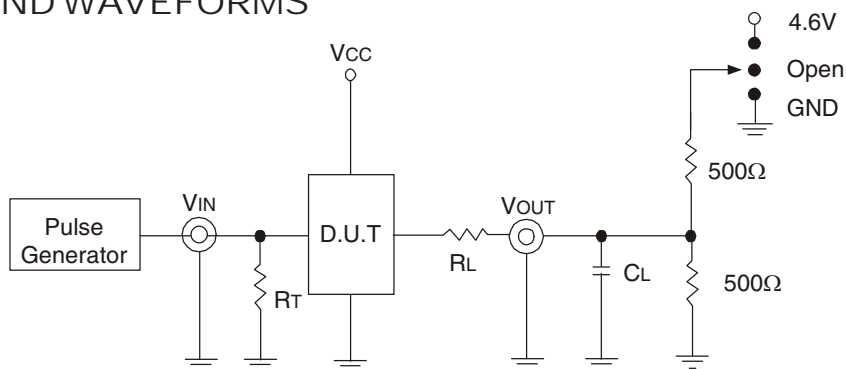 ND WAVEFORMS
4.6V
Open
GND
VCC
500Ω
VIN
VOUT
Pulse
Generator
D.U.T
RL
RT
CL
500Ω